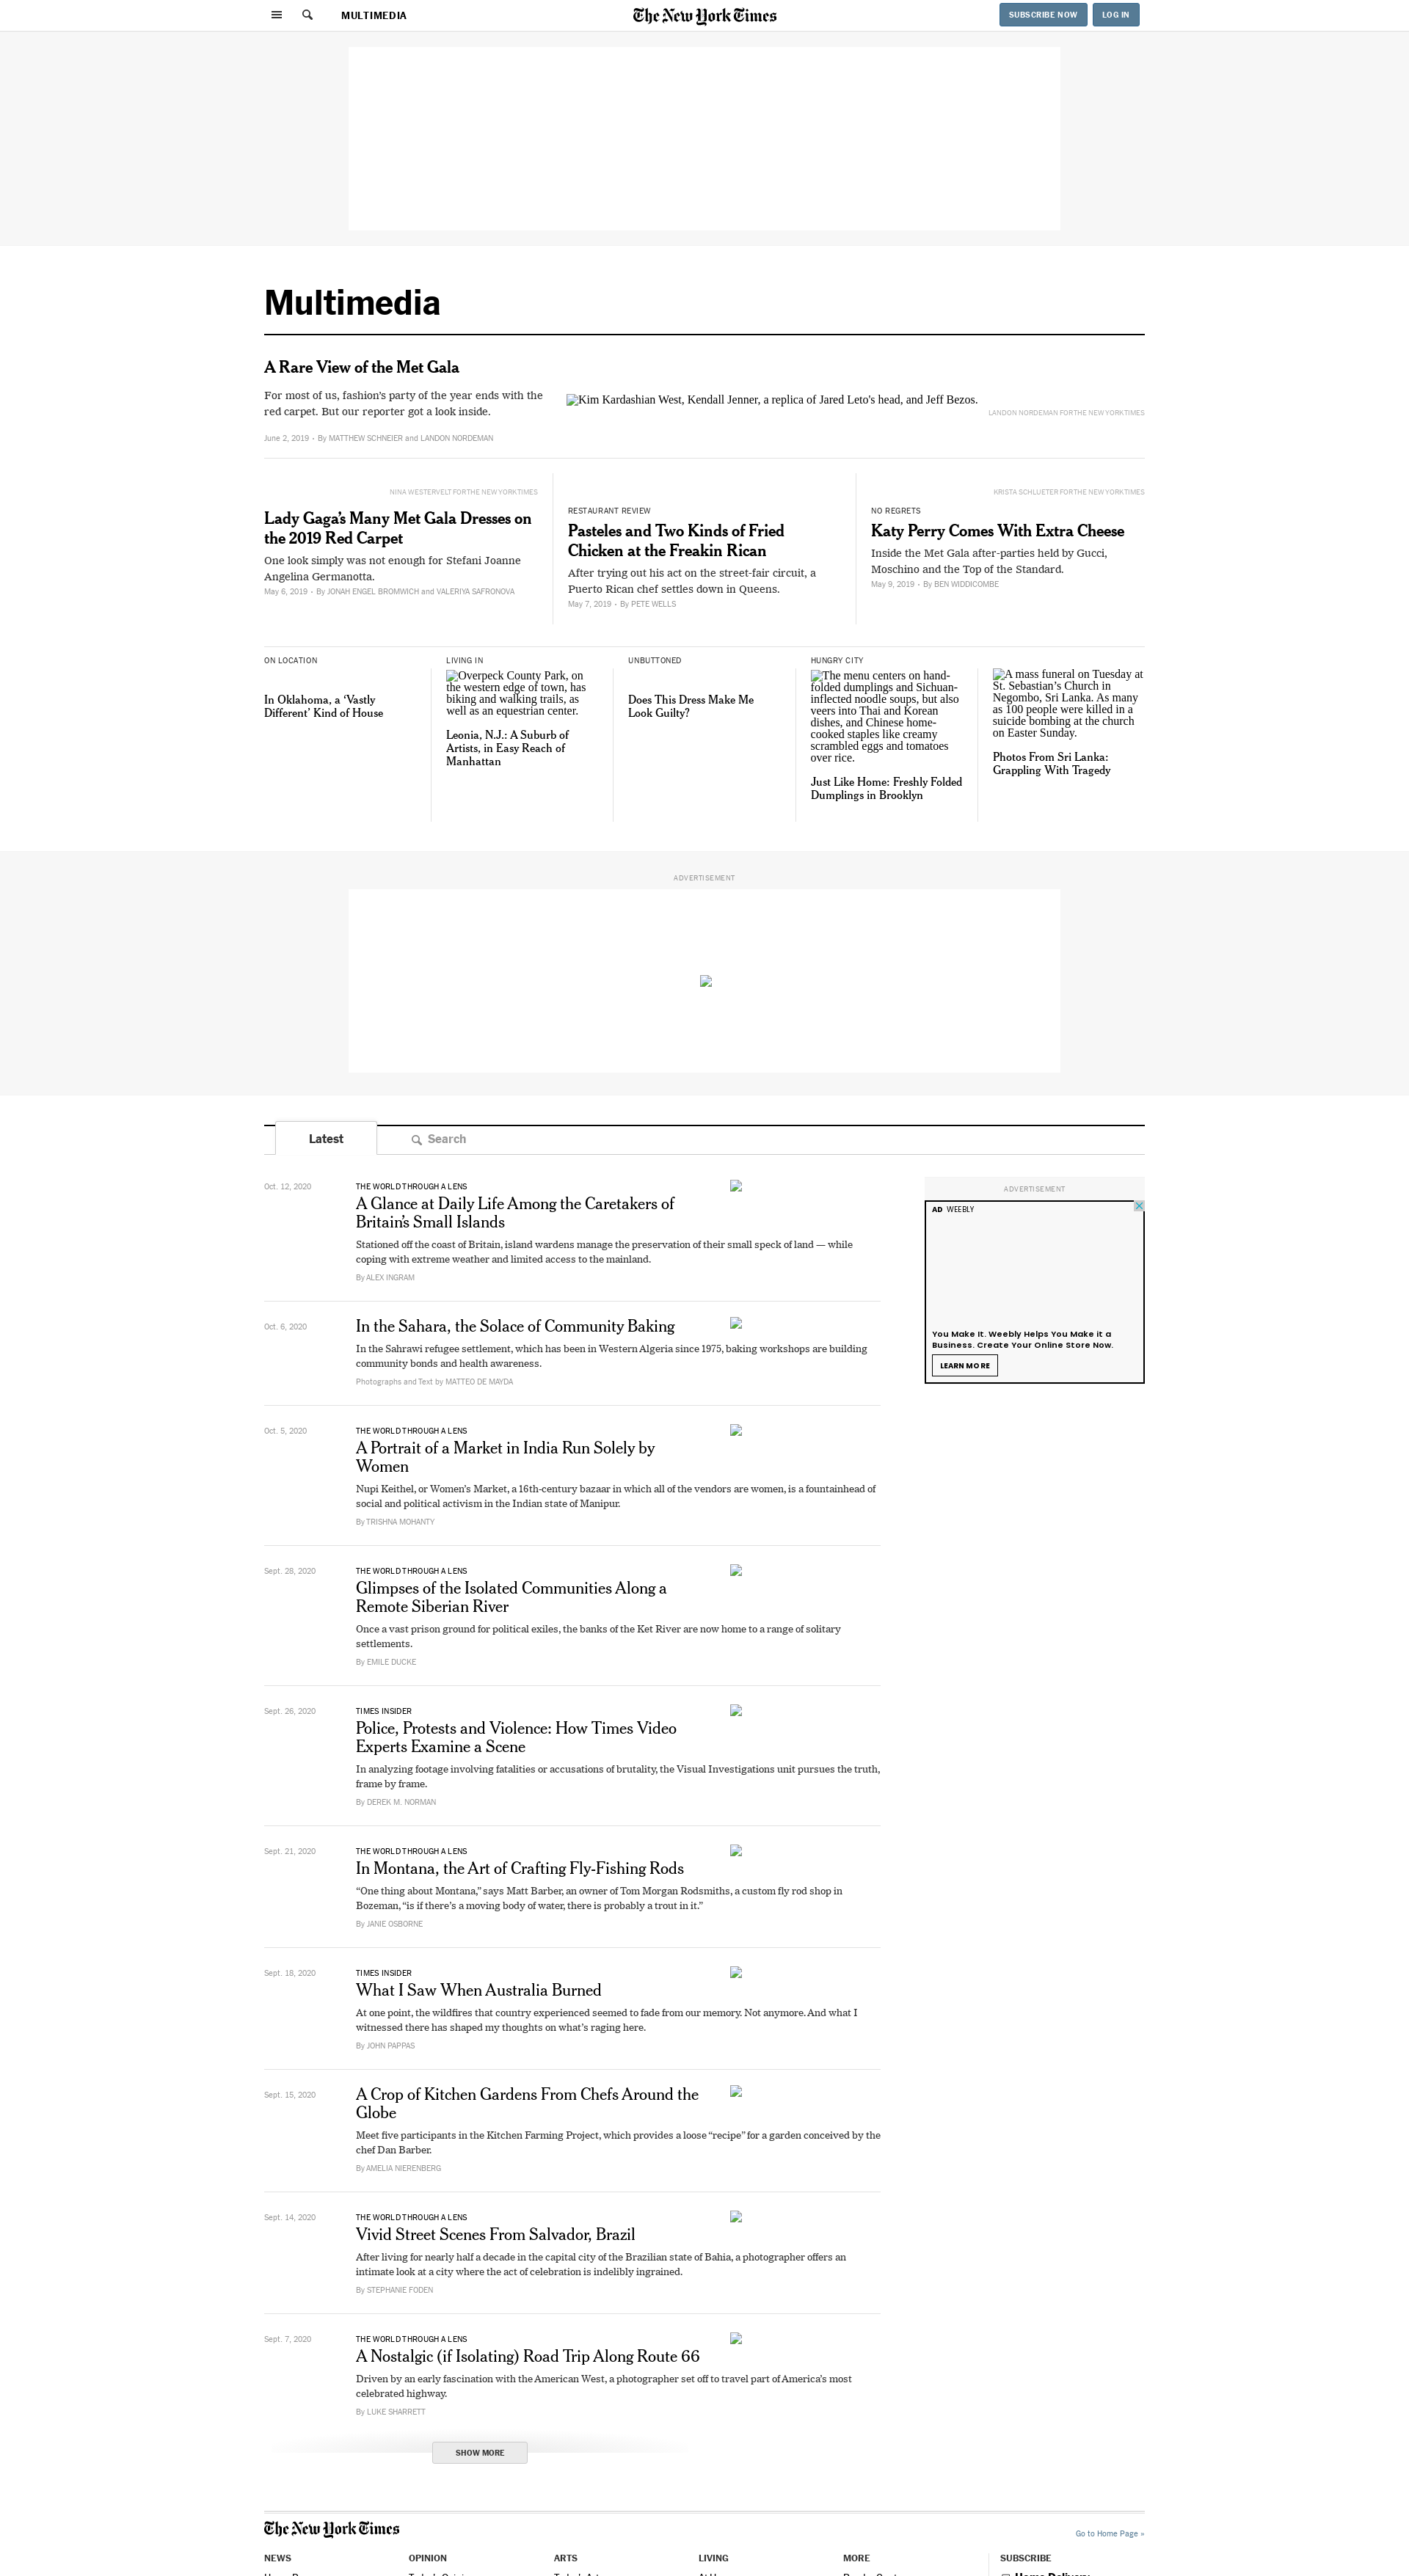 MULTIMEDIA
The New York Times
SUBSCRIBE NOW
LOG IN
Multimedia
A Rare View of the Met Gala
For most of us, fashion's party of the year ends with the
red carpet. But our reporter got a look inside.
June 2, 2019 • By MATTHEW SCHNEIER and LANDON NORDEMAN
Kim Kardashian West, Kendall Jenner, a replica of Jared Leto's head, and Jeff Bezos.
LANDON NORDEMAN FOR THE NEW YORK TIMES
NINA WESTERVELT FOR THE NEW YORK TIMES
Lady Gaga’s Many Met Gala Dresses on
the 2019 Red Carpet
One look simply was not enough for Stefani Joanne
Angelina Germanotta.
May 6, 2019 • By JONAH ENGEL BROMWICH and VALERIYA SAFRONOVA
RESTAURANT REVIEW
Pasteles and Two Kinds of Fried
Chicken at the Freakin Rican
After trying out his act on the street-fair circuit, a
Puerto Rican chef settles down in Queens.
May 7, 2019 • By PETE WELLS
KRISTA SCHLUETER FOR THE NEW YORK TIMES
NO REGRETS
Katy Perry Comes With Extra Cheese
Inside the Met Gala after-parties held by Gucci,
Moschino and the Top of the Standard.
May 9, 2019 • By BEN WIDDICOMBE
ON LOCATION
In Oklahoma, a ‘Vastly
Different’ Kind of House
LIVING IN
Overpeck County Park, on
the western edge of town, has
biking and walking trails, as
well as an equestrian center.
Leonia, N.J.: A Suburb of
Artists, in Easy Reach of
Manhattan
UNBUTTONED
Does This Dress Make Me
Look Guilty?
HUNGRY CITY
The menu centers on hand-
folded dumplings and Sichuan-
inflected noodle soups, but also
veers into Thai and Korean
dishes, and Chinese home-
cooked staples like creamy
scrambled eggs and tomatoes
over rice.
Just Like Home: Freshly Folded
Dumplings in Brooklyn
A mass funeral on Tuesday at
St. Sebastian’s Church in
Negombo, Sri Lanka. As many
as 100 people were killed in a
suicide bombing at the church
on Easter Sunday.
Photos From Sri Lanka:
Grappling With Tragedy
ADVERTISEMENT
Latest
Search
Oct. 12, 2020
THE WORLD THROUGH A LENS
A Glance at Daily Life Among the Caretakers of
Britain’s Small Islands
Stationed off the coast of Britain, island wardens manage the preservation of their small speck of land — while
coping with extreme weather and limited access to the mainland.
By ALEX INGRAM
ADVERTISEMENT
AD WEEBLY
You Make It. Weebly Helps You Make it a
Business. Create Your Online Store Now.
LEARN MORE
Oct. 6, 2020
In the Sahara, the Solace of Community Baking
In the Sahrawi refugee settlement, which has been in Western Algeria since 1975, baking workshops are building
community bonds and health awareness.
Photographs and Text by MATTEO DE MAYDA
Oct. 5, 2020
THE WORLD THROUGH A LENS
A Portrait of a Market in India Run Solely by
Women
Nupi Keithel, or Women’s Market, a 16th-century bazaar in which all of the vendors are women, is a fountainhead of
social and political activism in the Indian state of Manipur.
By TRISHNA MOHANTY
Sept. 28, 2020
THE WORLD THROUGH A LENS
Glimpses of the Isolated Communities Along a
Remote Siberian River
Once a vast prison ground for political exiles, the banks of the Ket River are now home to a range of solitary
settlements.
By EMILE DUCKE
Sept. 26, 2020
TIMES INSIDER
Police, Protests and Violence: How Times Video
Experts Examine a Scene
In analyzing footage involving fatalities or accusations of brutality, the Visual Investigations unit pursues the truth,
frame by frame.
By DEREK M. NORMAN
Sept. 21, 2020
THE WORLD THROUGH A LENS
In Montana, the Art of Crafting Fly-Fishing Rods
“One thing about Montana,” says Matt Barber, an owner of Tom Morgan Rodsmiths, a custom fly rod shop in
Bozeman, “is if there’s a moving body of water, there is probably a trout in it.”
By JANIE OSBORNE
Sept. 18, 2020
TIMES INSIDER
What I Saw When Australia Burned
At one point, the wildfires that country experienced seemed to fade from our memory. Not anymore. And what I
witnessed there has shaped my thoughts on what’s raging here.
By JOHN PAPPAS
Sept. 15, 2020
A Crop of Kitchen Gardens From Chefs Around the
Globe
Meet five participants in the Kitchen Farming Project, which provides a loose “recipe” for a garden conceived by the
chef Dan Barber.
By AMELIA NIERENBERG
Sept. 14, 2020
THE WORLD THROUGH A LENS
Vivid Street Scenes From Salvador, Brazil
After living for nearly half a decade in the capital city of the Brazilian state of Bahia, a photographer offers an
intimate look at a city where the act of celebration is indelibly ingrained.
By STEPHANIE FODEN
Sept. 7, 2020
THE WORLD THROUGH A LENS
A Nostalgic (if Isolating) Road Trip Along Route 66
Driven by an early fascination with the American West, a photographer set off to travel part of America’s most
celebrated highway.
By LUKE SHARRETT
SHOW MORE
The New York Times
Go to Home Page »
NEWS
OPINION
ARTS
LIVING
MORE
SUBSCRIBE